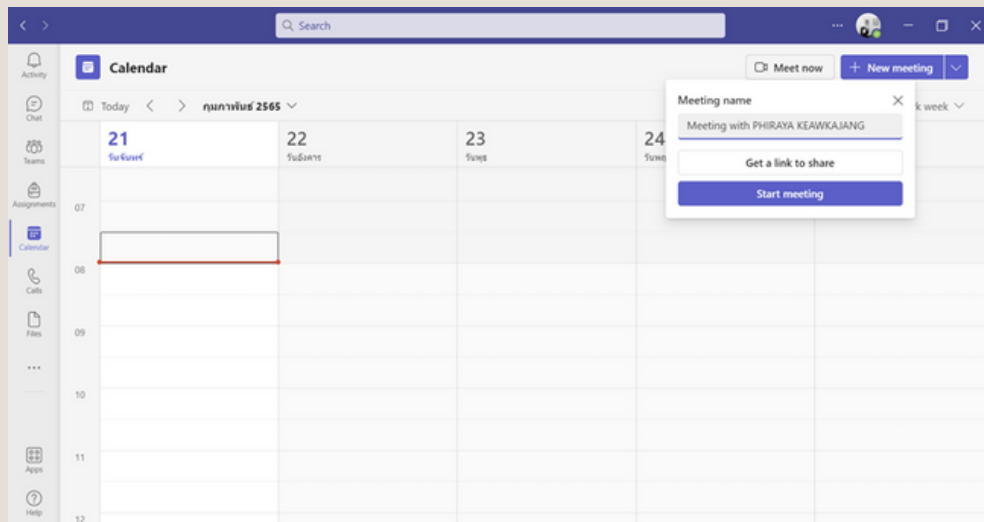 Search
Activity
Chat
Teams
Assignments
Calendar
Calls
Files
Apps
Help
Calendar
Meet now
+ New meeting
Today
กุมภาพันธ์ 2565
k week
Meeting name
Meeting with PHIRAYA KEAWKAJANG
Get a link to share
Start meeting
21
วันจันทร์
22
วันอังคาร
23
วันพุธ
24
07
08
09
10
11
12